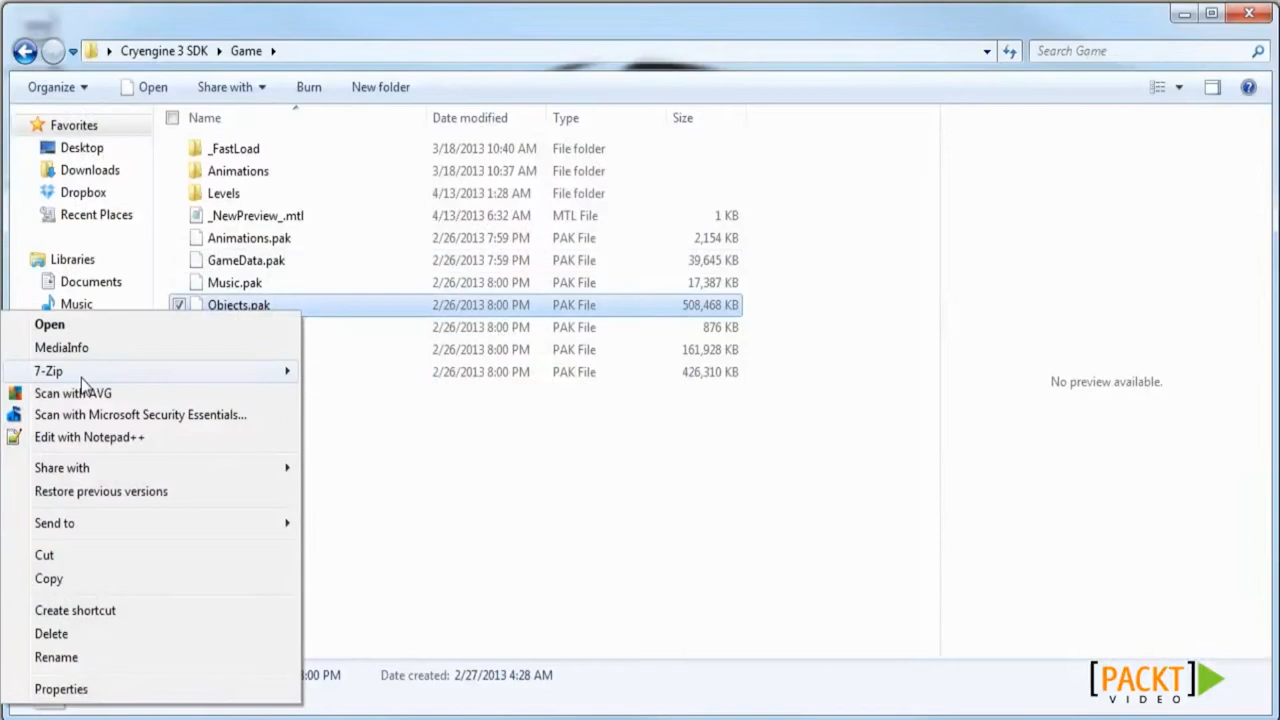 Cryengine 3 SDK Game Search Game
Organize Open Share with Burn New folder
Name Date modified Type Size
Favorites
Desktop
Downloads
Dropbox
Recent Places
Libraries
Documents
Music
_FastLoad 3/18/2013 10:40 AM File folder
Animations 3/18/2013 10:37 AM File folder
Levels 4/13/2013 1:28 AM File folder
_NewPreview_.mtl 4/13/2013 6:32 AM MTL File 1 KB
Animations.pak 2/26/2013 7:59 PM PAK File 2,154 KB
GameData.pak 2/26/2013 7:59 PM PAK File 39,645 KB
Music.pak 2/26/2013 8:00 PM PAK File 17,387 KB
Objects.pak 2/26/2013 8:00 PM PAK File 508,468 KB
2/26/2013 8:00 PM PAK File 876 KB
2/26/2013 8:00 PM PAK File 161,928 KB
2/26/2013 8:00 PM PAK File 426,310 KB
No preview available.
Open
MediaInfo
7-Zip
Scan with AVG
Scan with Microsoft Security Essentials...
Edit with Notepad++
Share with
Restore previous versions
Send to
Cut
Copy
Create shortcut
Delete
Rename
Properties
:00 PM Date created: 2/27/2013 4:28 AM
[PACKT]
VIDEO